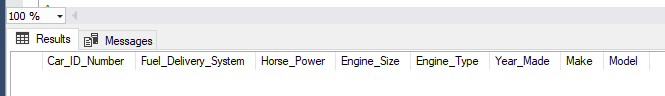 100 %
Results Messages
Car_ID_Number Fuel_Delivery_System Horse_Power Engine_Size Engine_Type Year_Made Make Model